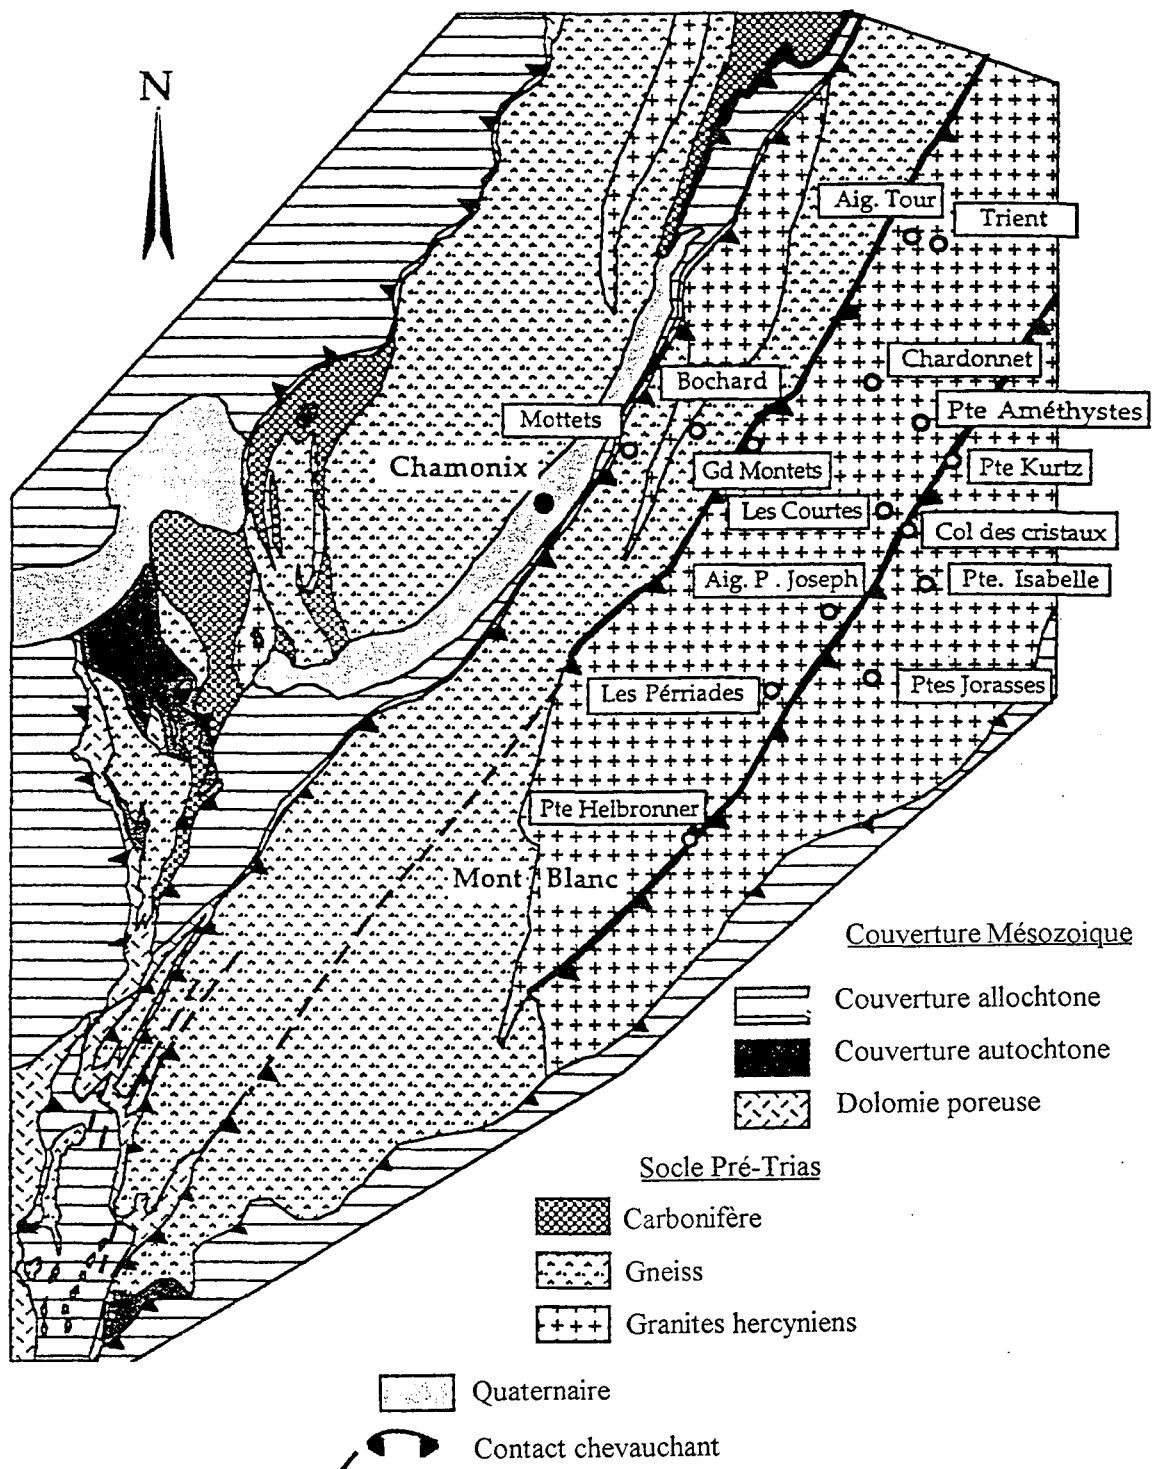 N
Aig. Tour
Trient
Chardonnet
Bochard
Pte Améthystes
Mottets
Chamonix
Gd Montets
Pte Kurtz
Les Courtes
Col des cristaux
Aig. P . Joseph
Pte. Isabelle
Les Pérriades
Ptes Jorasses
Pte Helbronner
Mont Blanc
Couverture Mésozoique
Couverture allochtone
Couverture autochtone
Dolomie poreuse
Socle Pré-Trias
Carbonifère
Gneiss
Granites hercyniens
Quaternaire
Contact chevauchant